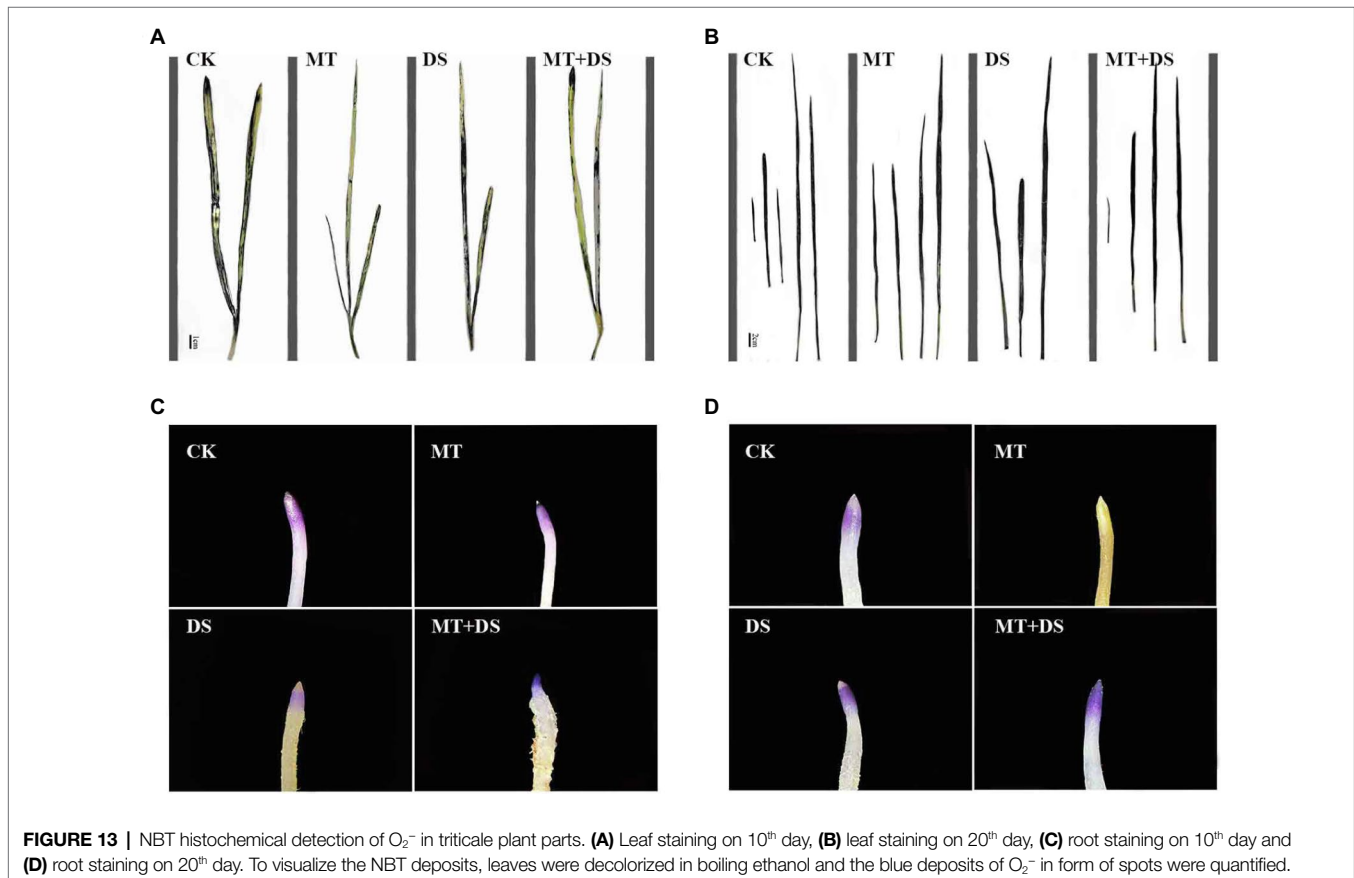 A
CK
MT
DS
MT+DS
1cm
B
CK
MT
DS
MT+DS
2cm
C
CK
MT
DS
MT+DS
D
CK
MT
DS
MT+DS
FIGURE 13 | NBT histochemical detection of O₂⁻ in triticale plant parts. (A) Leaf staining on 10ᵗʰ day, (B) leaf staining on 20ᵗʰ day, (C) root staining on 10ᵗʰ day and
(D) root staining on 20ᵗʰ day. To visualize the NBT deposits, leaves were decolorized in boiling ethanol and the blue deposits of O₂⁻ in form of spots were quantified.